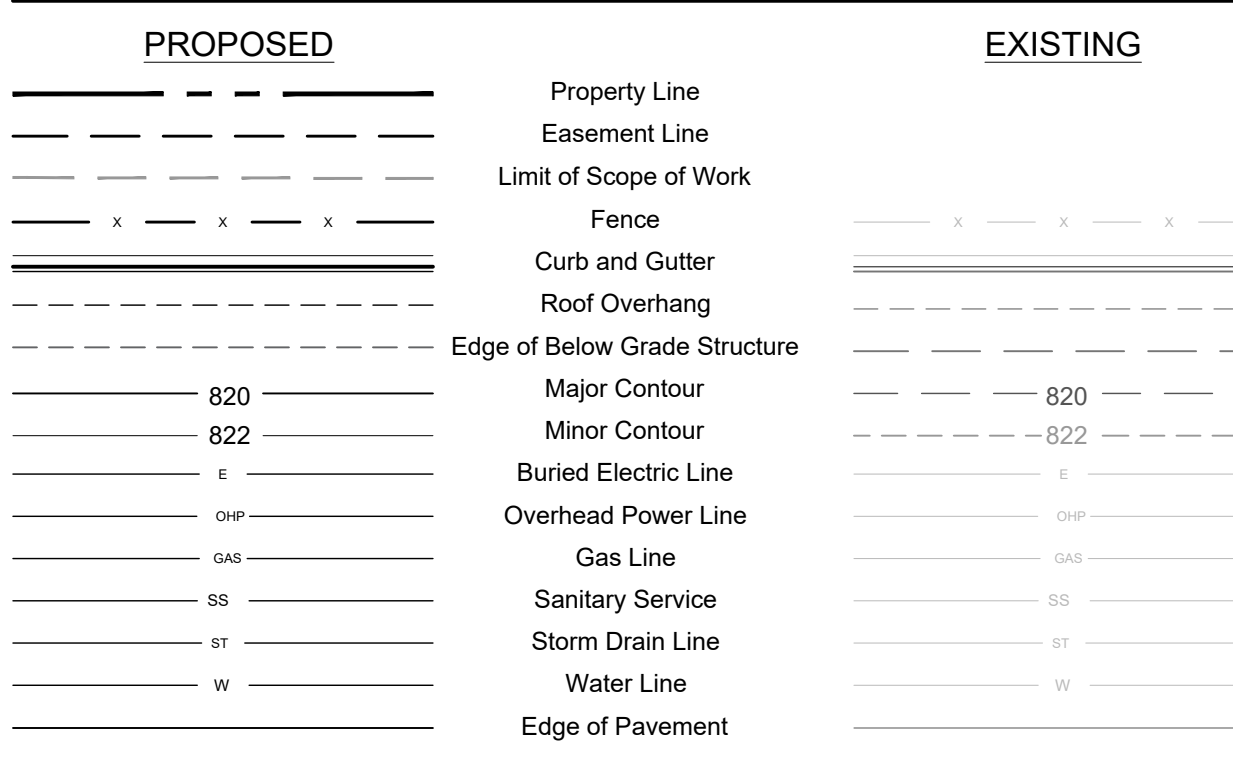 PROPOSED EXISTING
Property Line
Easement Line
Limit of Scope of Work
X X X Fence X X X
Curb and Gutter
Roof Overhang
Edge of Below Grade Structure
820 Major Contour 820
822 Minor Contour 822
E Buried Electric Line E
OHP Overhead Power Line OHP
GAS Gas Line GAS
SS Sanitary Service SS
ST Storm Drain Line ST
W Water Line W
Edge of Pavement